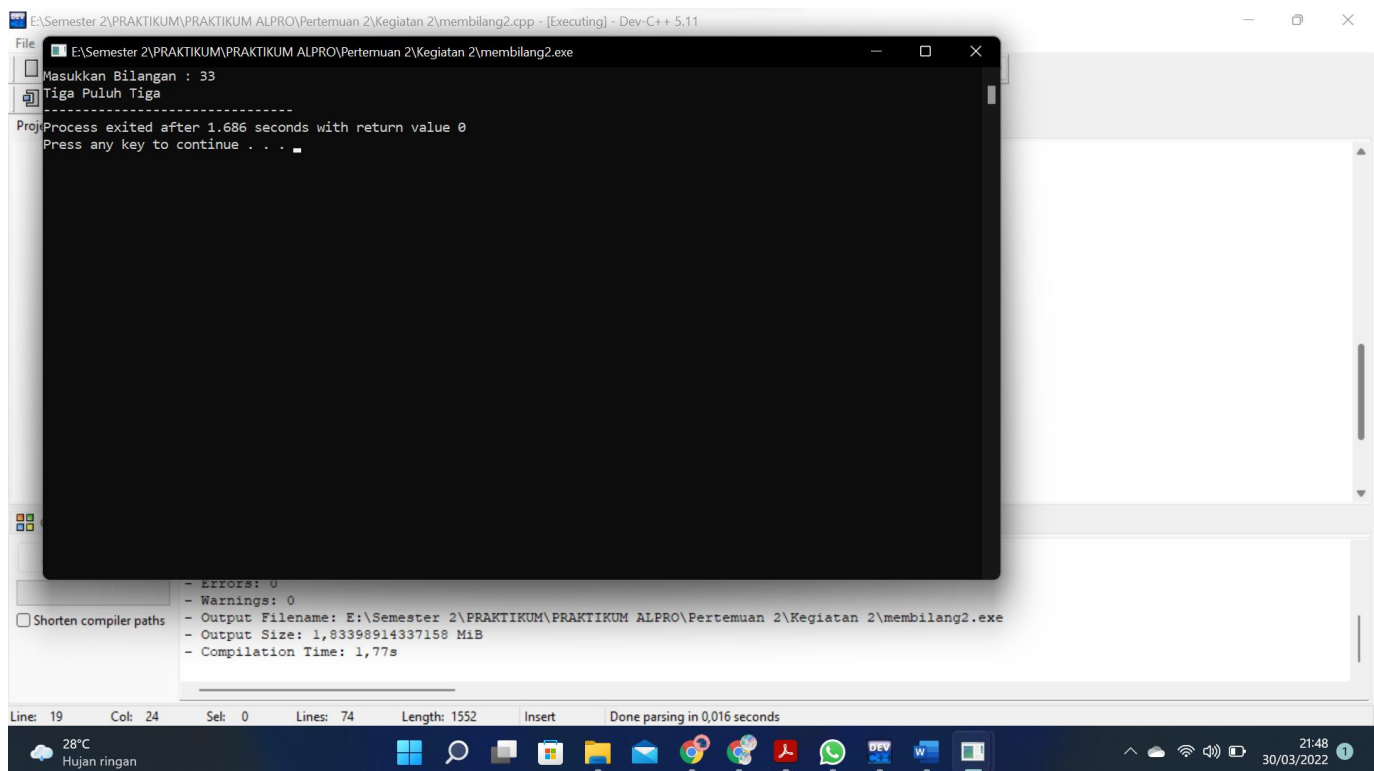 E:\Semester 2\PRAKTIKUM\PRAKTIKUM ALPRO\Pertemuan 2\Kegiatan 2\membilang2.cpp - [Executing] - Dev-C++ 5.11
File
E:\Semester 2\PRAKTIKUM\PRAKTIKUM ALPRO\Pertemuan 2\Kegiatan 2\membilang2.exe
Masukkan Bilangan : 33
Tiga Puluh Tiga
--------------------------------
Process exited after 1.686 seconds with return value 0
Press any key to continue . . .
- Errors: 0
- Warnings: 0
Shorten compiler paths
- Output Filename: E:\Semester 2\PRAKTIKUM\PRAKTIKUM ALPRO\Pertemuan 2\Kegiatan 2\membilang2.exe
- Output Size: 1,83398914337158 MiB
- Compilation Time: 1,77s
Line: 19 Col: 24 Sel: 0 Lines: 74 Length: 1552 Insert Done parsing in 0,016 seconds
28°C
Hujan ringan
DEV
W
21:48
30/03/2022
1